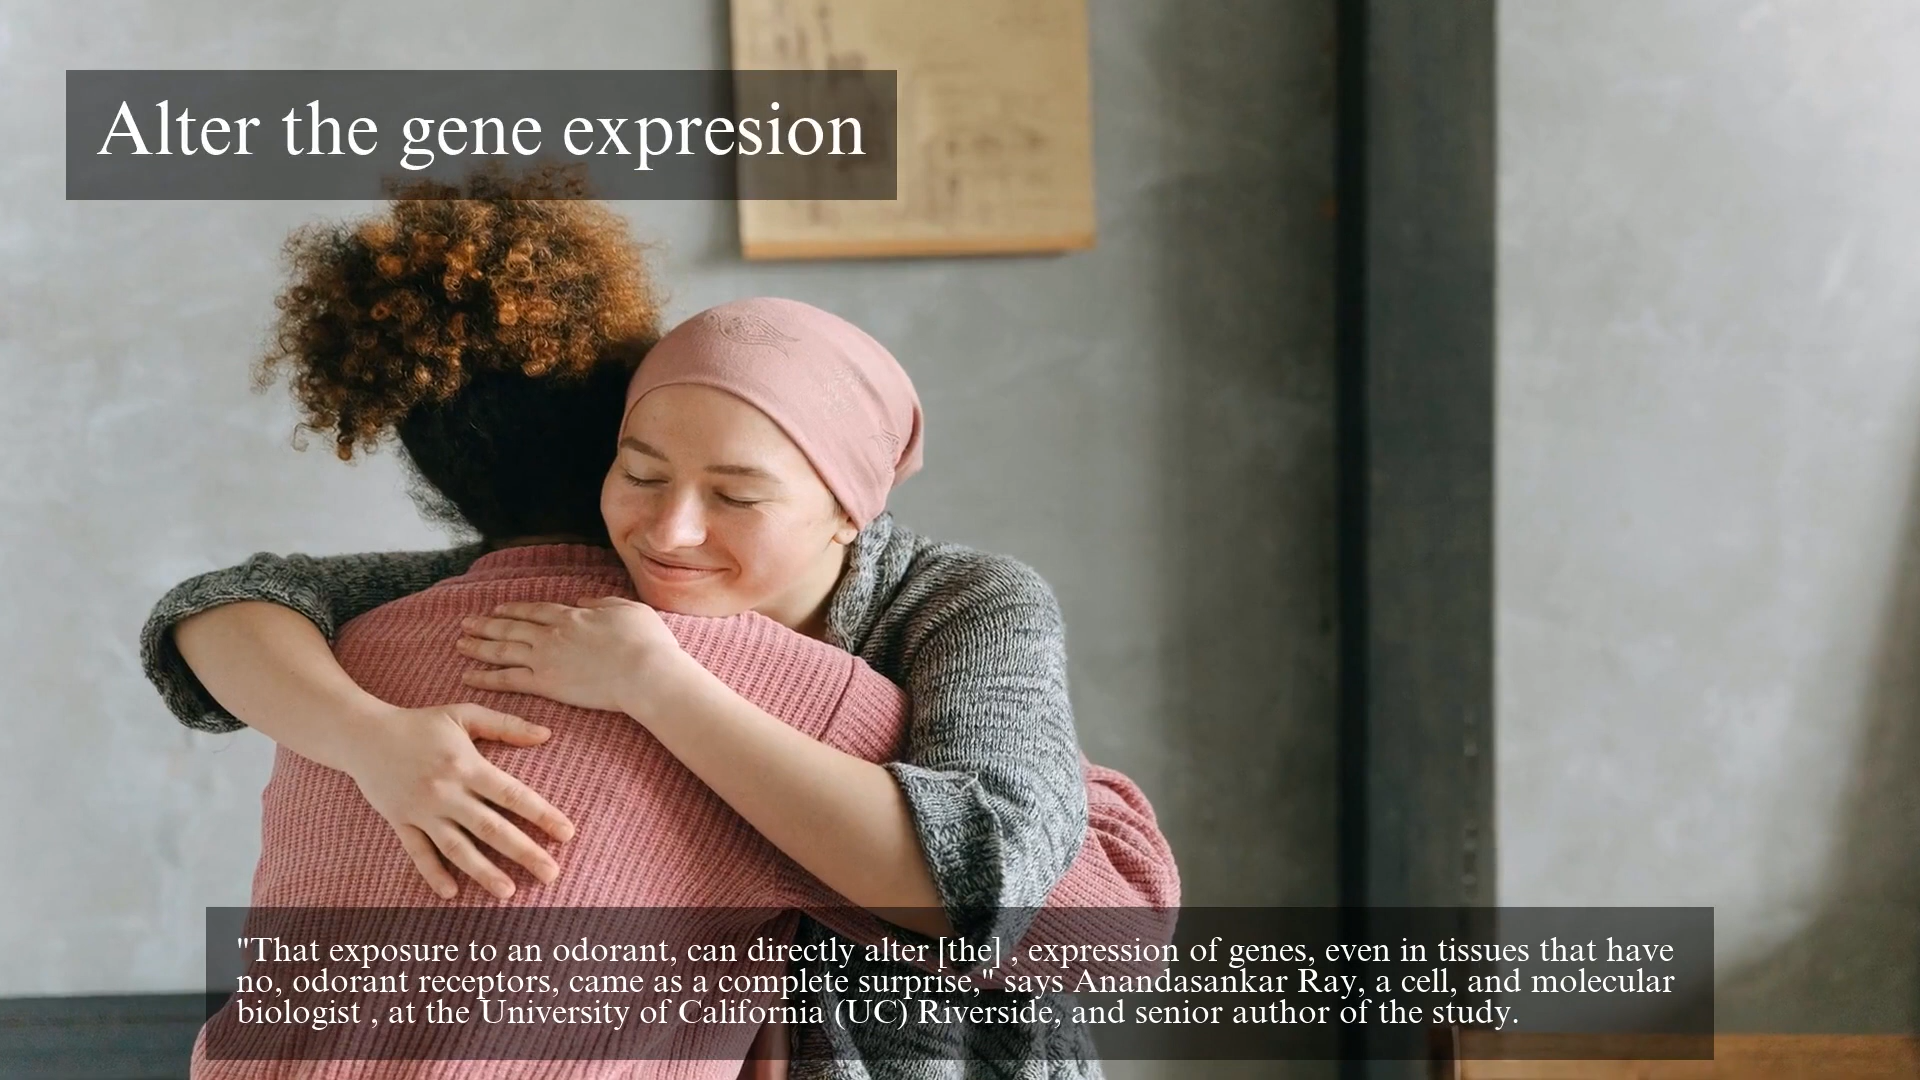 Alter the gene expresion
"That exposure to an odorant, can directly alter [the] , expression of genes, even in tissues that have
no, odorant receptors, came as a complete surprise," says Anandasankar Ray, a cell, and molecular
biologist , at the University of California (UC) Riverside, and senior author of the study.